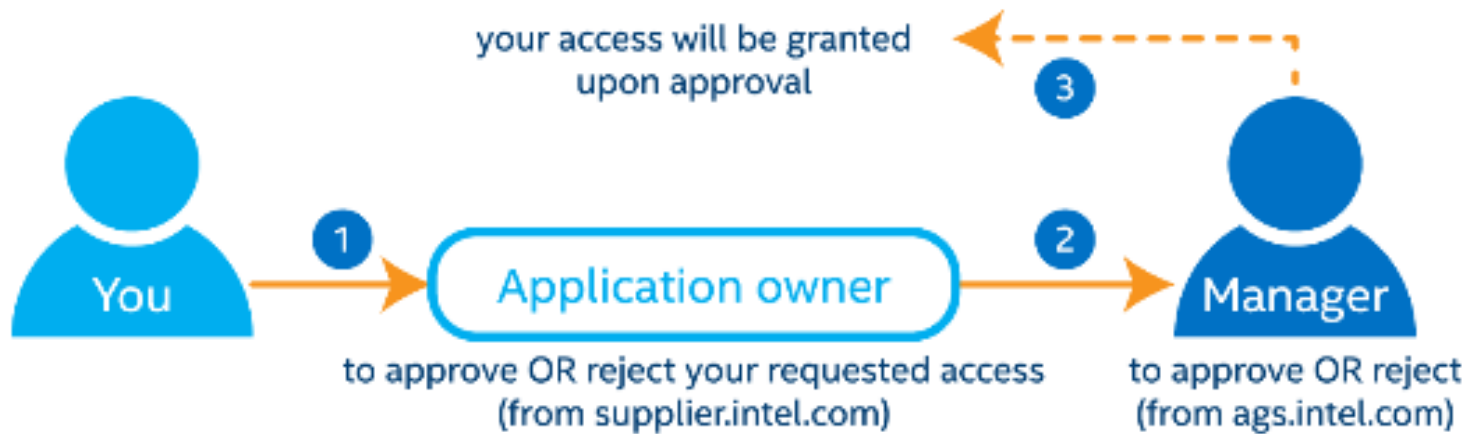 your access will be granted
upon approval
3
1
2
You
Application owner
Manager
to approve OR reject your requested access
(from supplier.intel.com)
to approve OR reject
(from ags.intel.com)